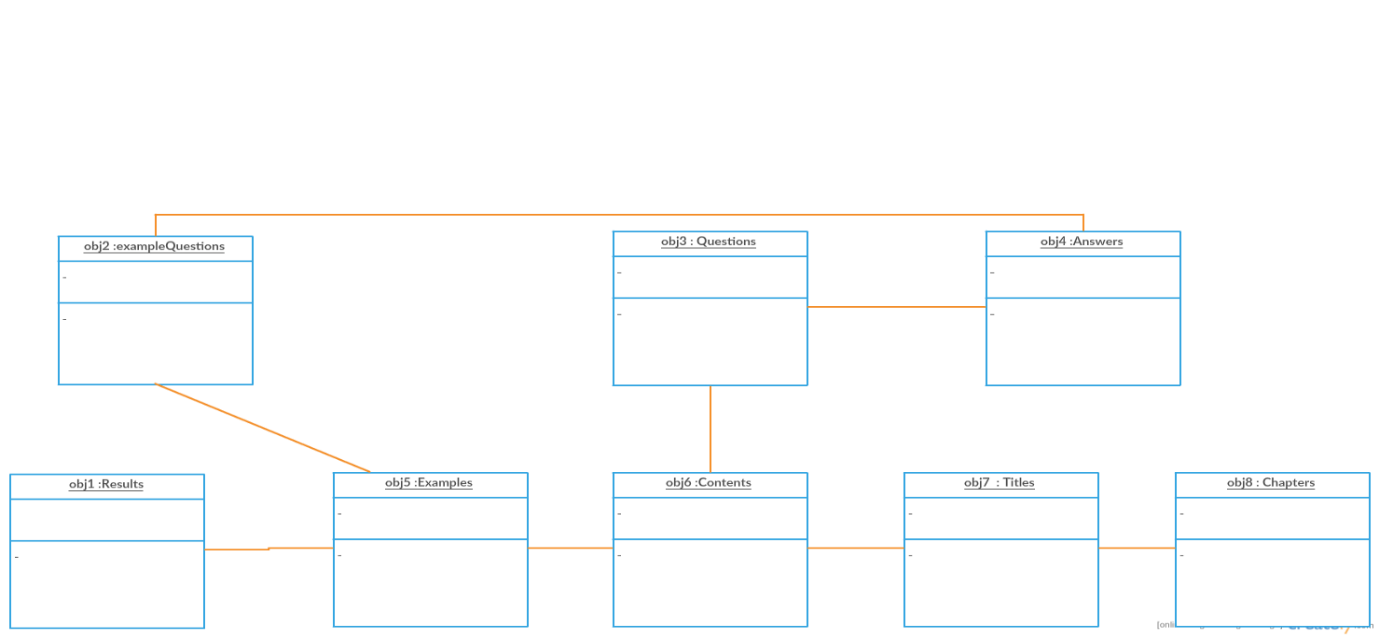 obj2 :exampleQuestions
-
-
obj3 : Questions
-
-
obj4 :Answers
-
-
obj1 :Results
-
obj5 :Examples
-
-
obj6 :Contents
-
-
obj7 : Titles
-
-
obj8 : Chapters
-
-